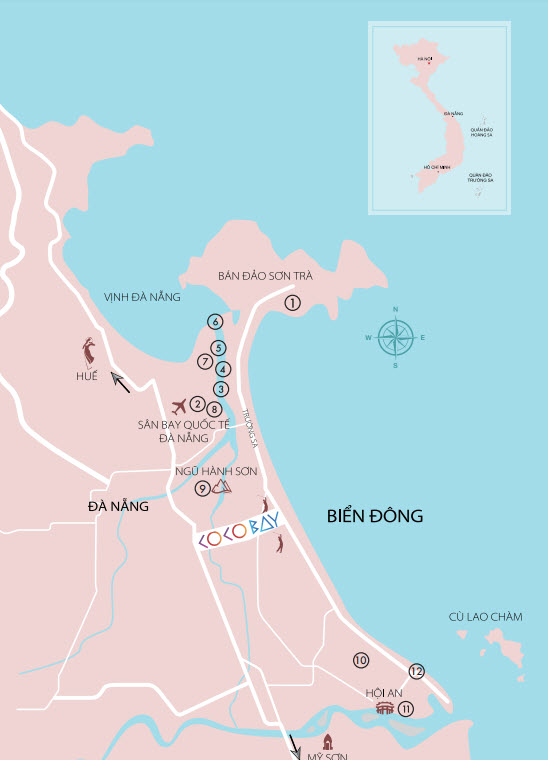 HÀ NỘI
ĐÀ NẴNG
QUẦN ĐẢO
HOÀNG SA
HỒ CHÍ MINH
QUẦN ĐẢO
TRƯỜNG SA
BÁN ĐẢO SƠN TRÀ
VỊNH ĐÀ NẴNG
1
6
N
W E
S
5
7
4
HUẾ
3
2
8
SÂN BAY QUỐC TẾ
ĐÀ NẴNG
TRƯỜNG SA
NGŨ HÀNH SƠN
9
ĐÀ NẴNG
BIỂN ĐÔNG
COCO BAY
CÙ LAO CHÀM
10
12
HỘI AN
11
MỸ SƠN